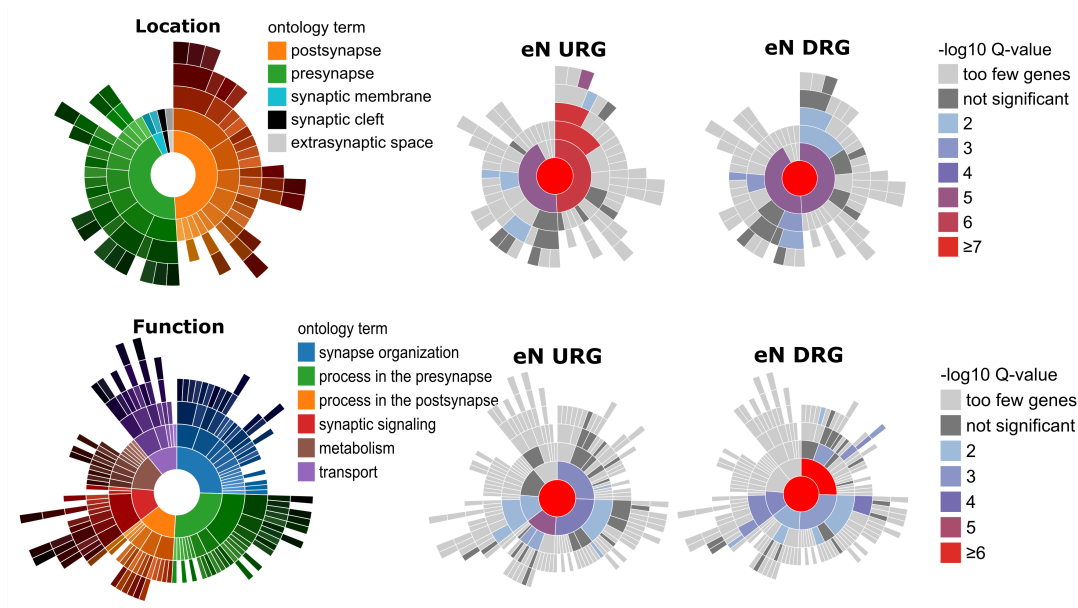 Location
ontology term
postsynapse
presynapse
synaptic membrane
synaptic cleft
extrasynaptic space
eN URG
eN DRG
-log10 Q-value
too few genes
not significant
2
3
4
5
6
≥7
Function
ontology term
synapse organization
process in the presynapse
process in the postsynapse
synaptic signaling
metabolism
transport
eN URG
eN DRG
-log10 Q-value
too few genes
not significant
2
3
4
5
≥6